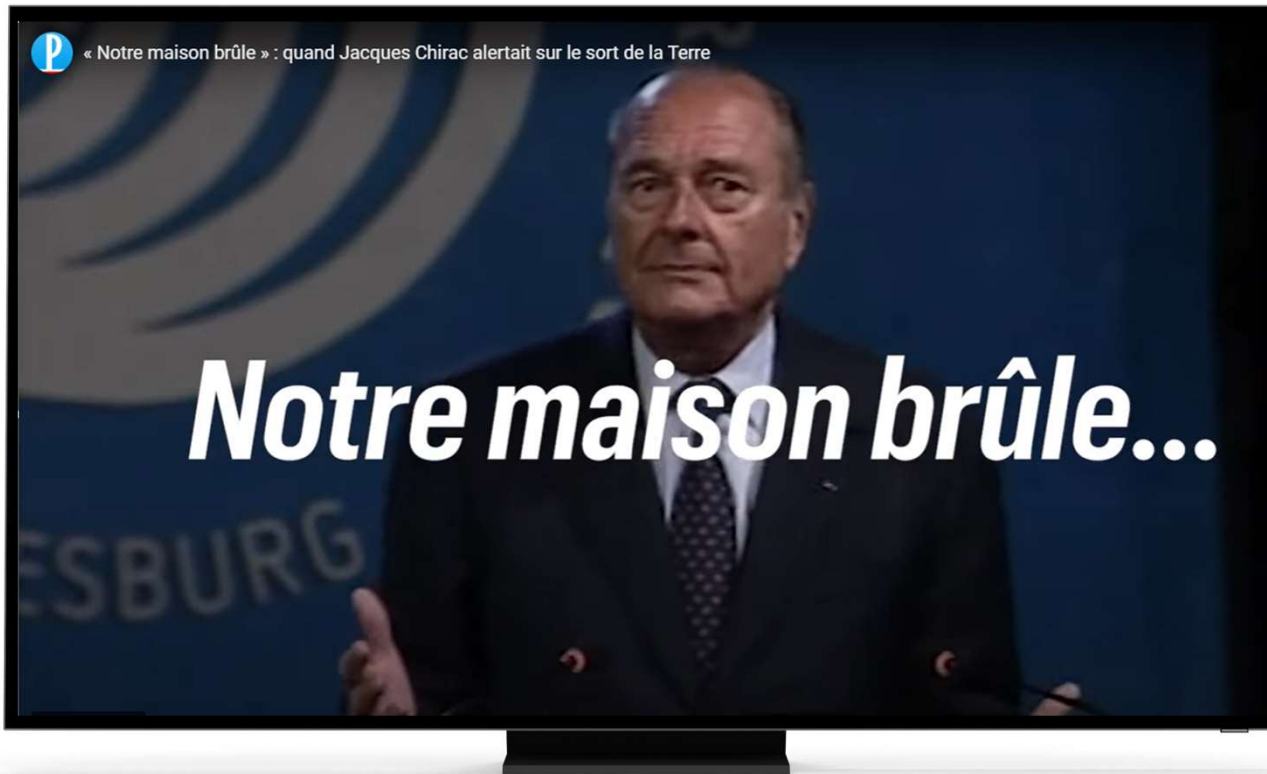 « Notre maison brûle » : quand Jacques Chirac alertait sur le sort de la Terre
Notre maison brûle...
ESBURG